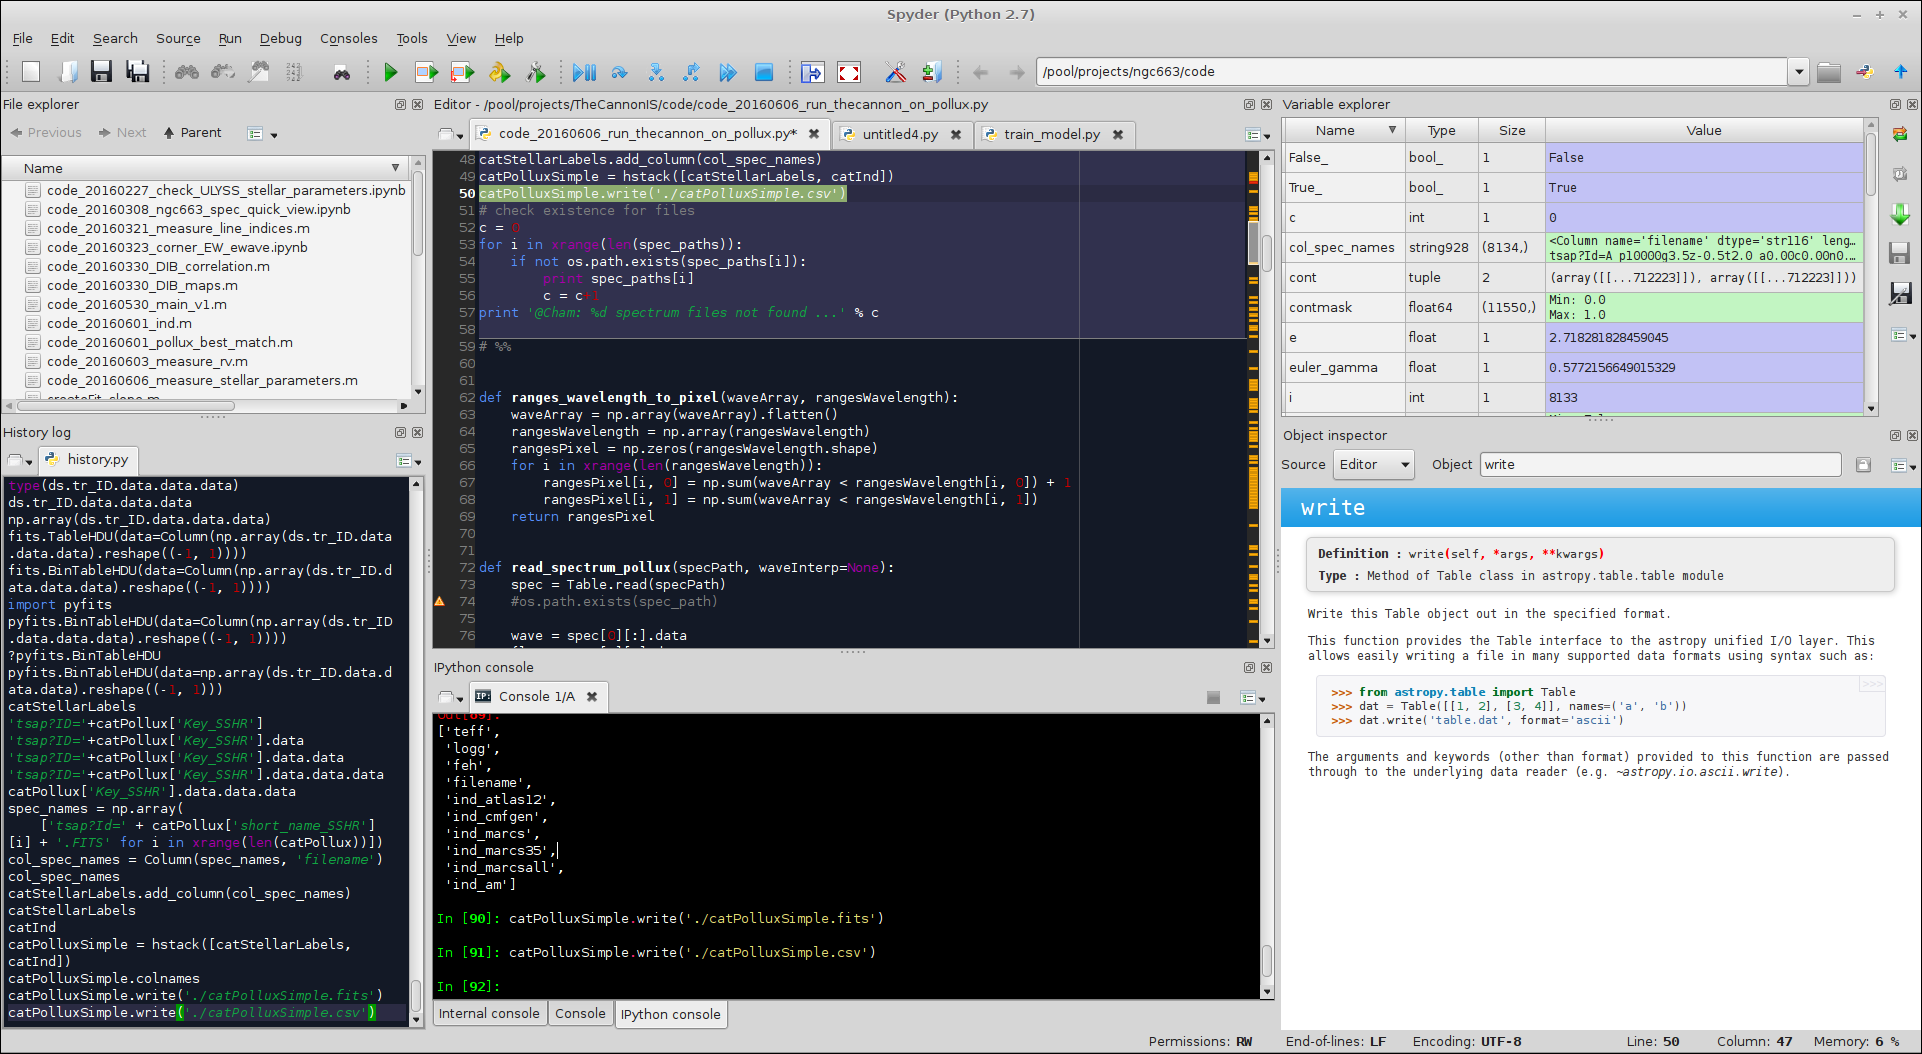 Spyder (Python 2.7)
File Edit Search Source Run Debug Consoles Tools View Help
/pool/projects/ngc663/code
File explorer
Previous Next Parent
Name
code_20160227_check_ULYSS_stellar_parameters.ipynb
code_20160308_ngc663_spec_quick_view.ipynb
code_20160321_measure_line_indices.m
code_20160323_corner_EW_ewave.ipynb
code_20160330_DIB_correlation.m
code_20160330_DIB_maps.m
code_20160530_main_v1.m
code_20160601_ind.m
code_20160601_pollux_best_match.m
code_20160603_measure_rv.m
code_20160606_measure_stellar_parameters.m
History log
history.py
type(ds.tr_ID.data.data.data)
ds.tr_ID.data.data.data
np.array(ds.tr_ID.data.data.data)
fits.TableHDU(data=Column(np.array(ds.tr_ID.data
.data.data).reshape((-1, 1))))
fits.BinTableHDU(data=Column(np.array(ds.tr_ID.d
ata.data.data).reshape((-1, 1))))
import pyfits
pyfits.BinTableHDU(data=Column(np.array(ds.tr_ID
.data.data.data).reshape((-1, 1))))
?pyfits.BinTableHDU
pyfits.BinTableHDU(data=np.array(ds.tr_ID.data.d
ata.data).reshape((-1, 1)))
catStellarLabels
'tsap?ID='+catPollux['Key_SSHR']
'tsap?ID='+catPollux['Key_SSHR'].data
'tsap?ID='+catPollux['Key_SSHR'].data.data
'tsap?ID='+catPollux['Key_SSHR'].data.data.data
catPollux['Key_SSHR'].data.data.data
spec_names = np.array(
['tsap?Id=' + catPollux['short_name_SSHR']
[i] + '.FITS' for i in xrange(len(catPollux))])
col_spec_names = Column(spec_names, 'filename')
col_spec_names
catStellarLabels.add_column(col_spec_names)
catStellarLabels
catInd
catPolluxSimple = hstack([catStellarLabels,
catInd])
catPolluxSimple.colnames
catPolluxSimple.write('./catPolluxSimple.fits')
catPolluxSimple.write('./catPolluxSimple.csv')
Editor - /pool/projects/TheCannonIS/code/code_20160606_run_thecannon_on_pollux.py
code_20160606_run_thecannon_on_pollux.py* untitled4.py train_model.py
48 catStellarLabels.add_column(col_spec_names)
49 catPolluxSimple = hstack([catStellarLabels, catInd])
50 catPolluxSimple.write('./catPolluxSimple.csv')
51 # check existence for files
52 c = 0
53 for i in xrange(len(spec_paths)):
54 if not os.path.exists(spec_paths[i]):
55 print spec_paths[i]
56 c = c+1
57 print '@Cham: %d spectrum files not found ...' % c
58
59 # %%
60
61
62 def ranges_wavelength_to_pixel(waveArray, rangesWavelength):
63 waveArray = np.array(waveArray).flatten()
64 rangesWavelength = np.array(rangesWavelength)
65 rangesPixel = np.zeros(rangesWavelength.shape)
66 for i in xrange(len(rangesWavelength)):
67 rangesPixel[i, 0] = np.sum(waveArray < rangesWavelength[i, 0]) + 1
68 rangesPixel[i, 1] = np.sum(waveArray < rangesWavelength[i, 1])
69 return rangesPixel
70
71
72 def read_spectrum_pollux(specPath, waveInterp=None):
73 spec = Table.read(specPath)
74 #os.path.exists(spec_path)
75
76 wave = spec[0][:].data
IPython console
IP: Console 1/A
Out[89]:
['teff',
'logg',
'feh',
'filename',
'ind_atlas12',
'ind_cmfgen',
'ind_marcs',
'ind_marcs35',
'ind_marcsall',
'ind_am']
In [90]: catPolluxSimple.write('./catPolluxSimple.fits')
In [91]: catPolluxSimple.write('./catPolluxSimple.csv')
In [92]:
Internal console Console IPython console
Variable explorer
Name Type Size Value
False_ bool_ 1 False
True_ bool_ 1 True
c int 1 0
col_spec_names string928 (8134,) <Column name='filename' dtype='str116' leng…
tsap?Id=A p10000g3.5z-0.5t2.0 a0.00c0.00n0…
cont tuple 2 (array([[...712223]]), array([[...712223]]))
contmask float64 (11550,) Min: 0.0
Max: 1.0
e float 1 2.718281828459045
euler_gamma float 1 0.5772156649015329
i int 1 8133
Object inspector
Source Editor Object write
write
Definition : write(self, *args, **kwargs)
Type : Method of Table class in astropy.table.table module
Write this Table object out in the specified format.
This function provides the Table interface to the astropy unified I/O layer. This
allows easily writing a file in many supported data formats using syntax such as:
>>>
>>> from astropy.table import Table
>>> dat = Table([[1, 2], [3, 4]], names=('a', 'b'))
>>> dat.write('table.dat', format='ascii')
The arguments and keywords (other than format) provided to this function are passed
through to the underlying data reader (e.g. ~astropy.io.ascii.write).
Permissions: RW End-of-lines: LF Encoding: UTF-8 Line: 50 Column: 47 Memory: 6 %